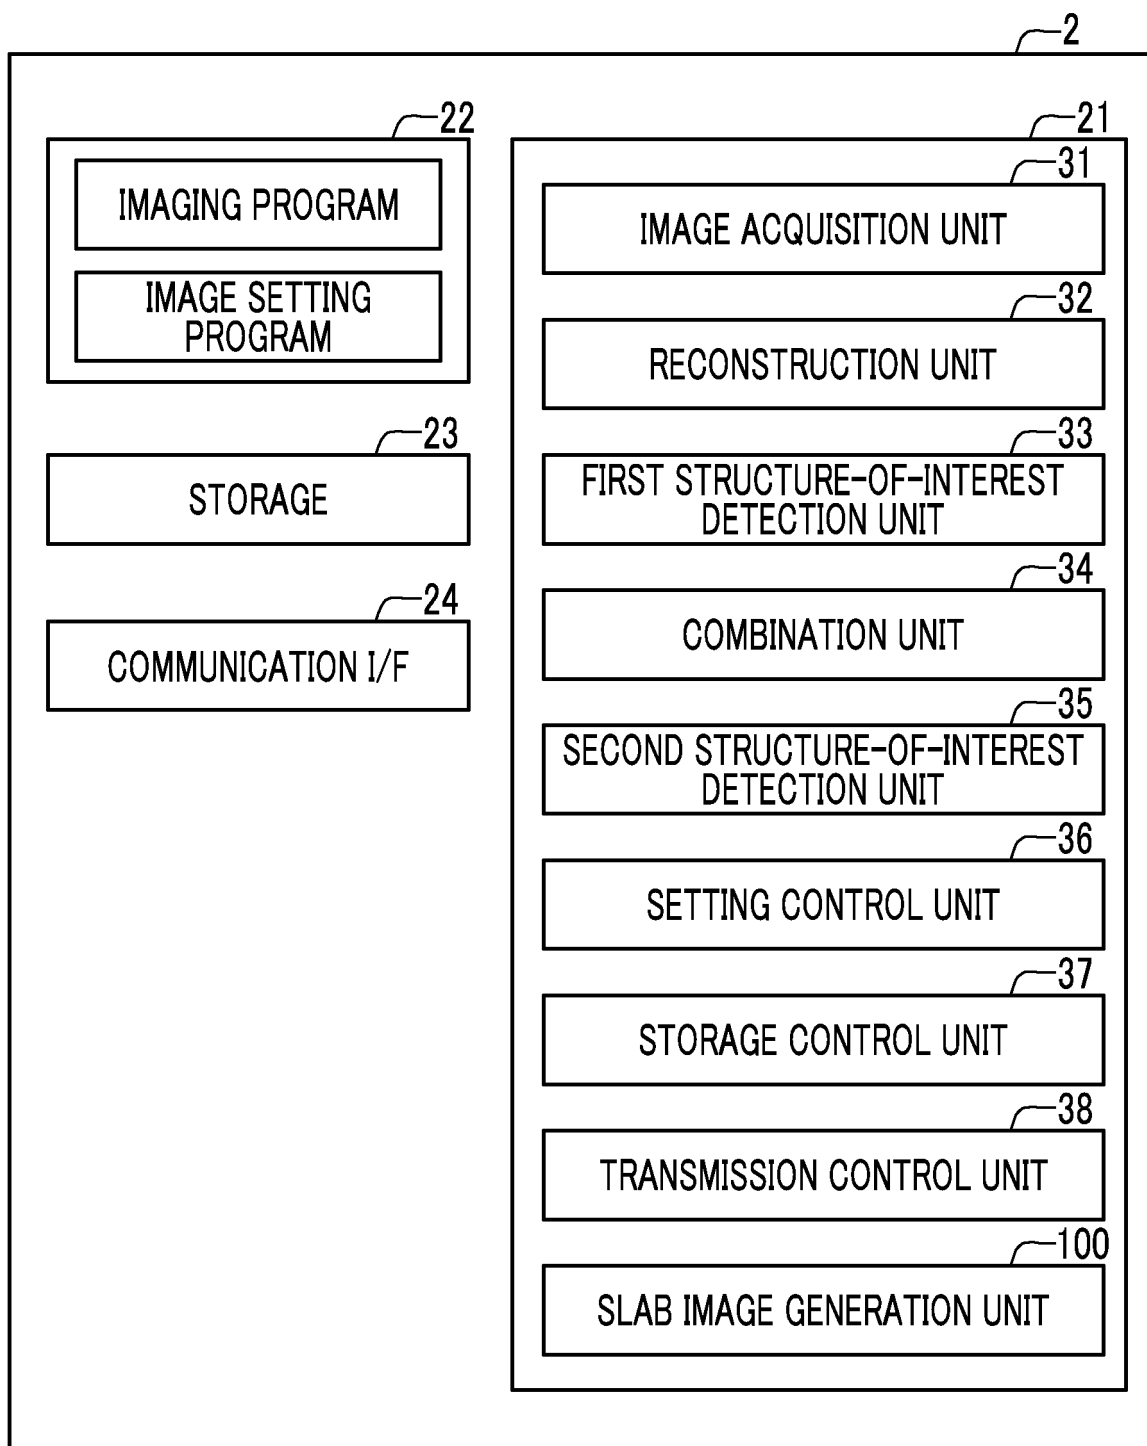 2
22
IMAGING PROGRAM
IMAGE SETTING
PROGRAM
23
STORAGE
24
COMMUNICATION I/F
21
31
IMAGE ACQUISITION UNIT
32
RECONSTRUCTION UNIT
33
FIRST STRUCTURE-OF-INTEREST
DETECTION UNIT
34
COMBINATION UNIT
35
SECOND STRUCTURE-OF-INTEREST
DETECTION UNIT
36
SETTING CONTROL UNIT
37
STORAGE CONTROL UNIT
38
TRANSMISSION CONTROL UNIT
100
SLAB IMAGE GENERATION UNIT